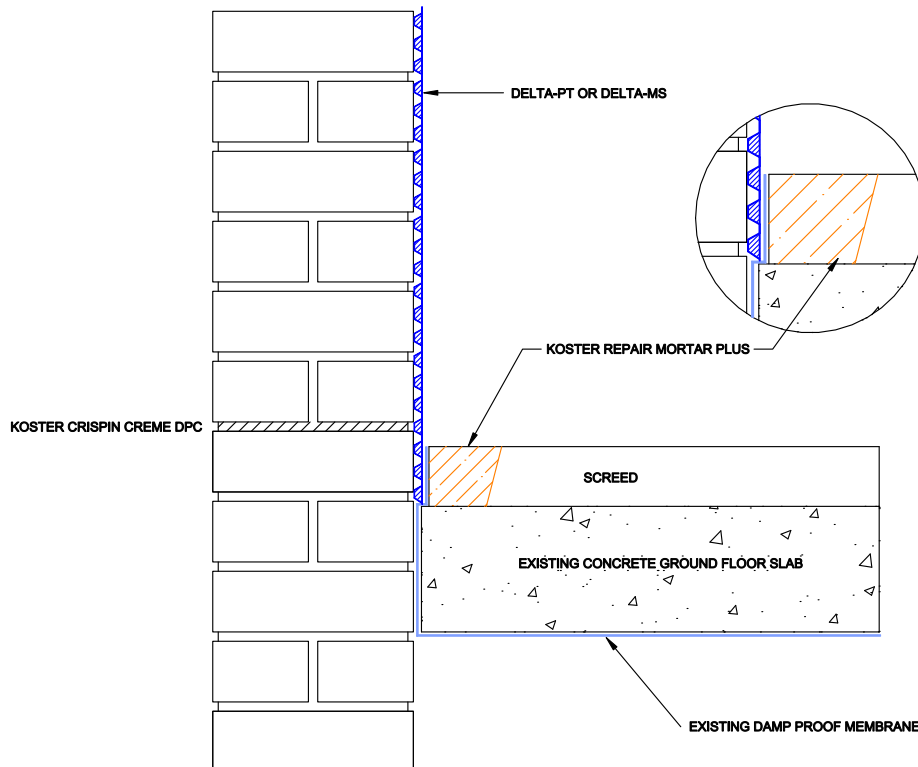 DELTA-PT OR DELTA-MS
KOSTER REPAIR MORTAR PLUS
KOSTER CRISPIN CREME DPC
SCREED
EXISTING CONCRETE GROUND FLOOR SLAB
EXISTING DAMP PROOF MEMBRANE